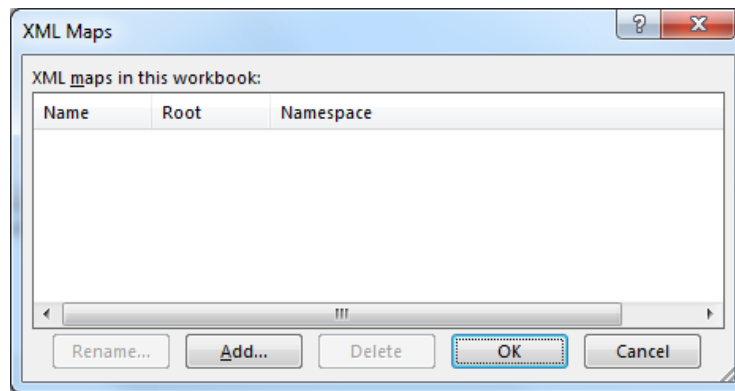 XML Maps
XML maps in this workbook:
Name Root Namespace
Rename... Add... Delete OK Cancel